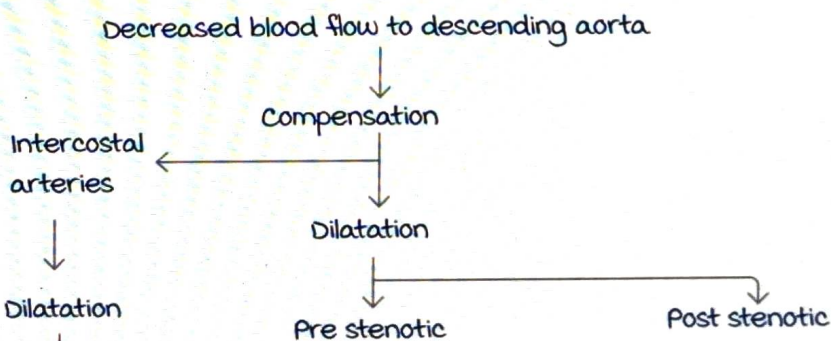 Decreased blood flow to descending aorta
Compensation
Intercostal
arteries
Dilatation
Dilatation
Pre stenotic
Post stenotic